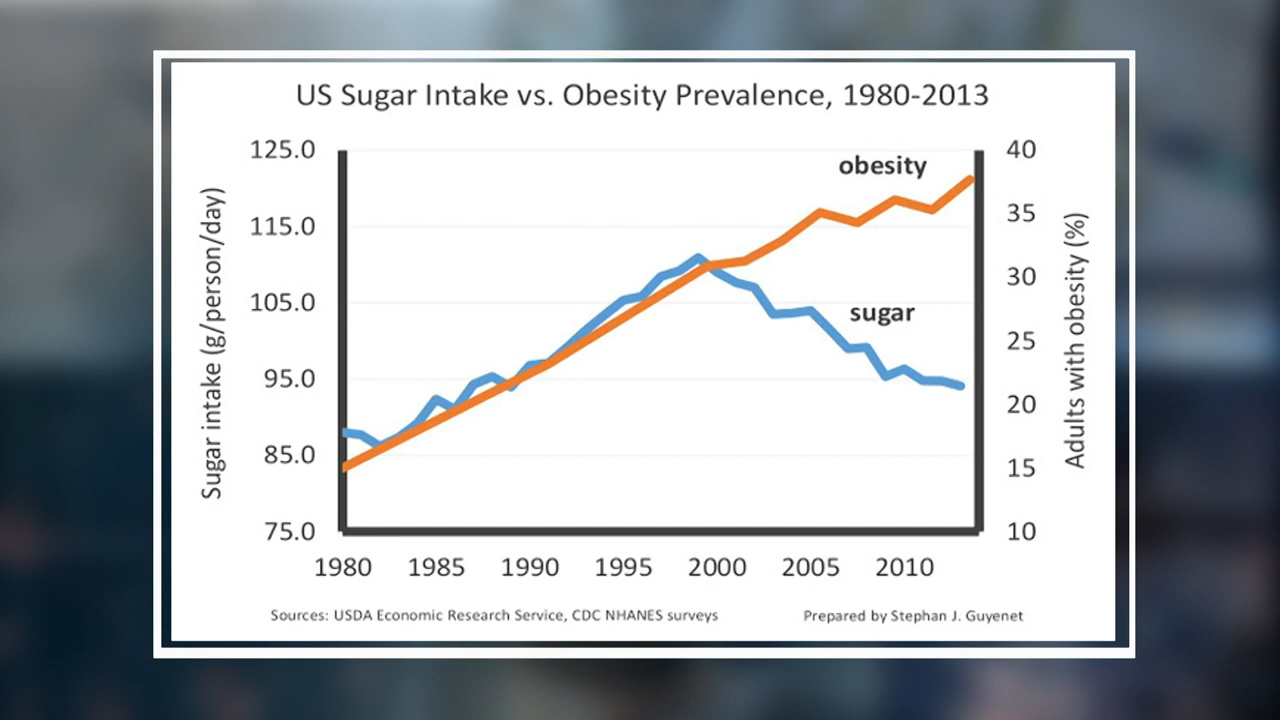 US Sugar Intake vs. Obesity Prevalence, 1980-2013
125.0
115.0
105.0
95.0
85.0
75.0
Sugar intake (g/person/day)
obesity
sugar
40
35
30
25
20
15
10
Adults with obesity (%)
1980 1985 1990 1995 2000 2005 2010
Sources: USDA Economic Research Service, CDC NHANES surveys
Prepared by Stephan J. Guyenet